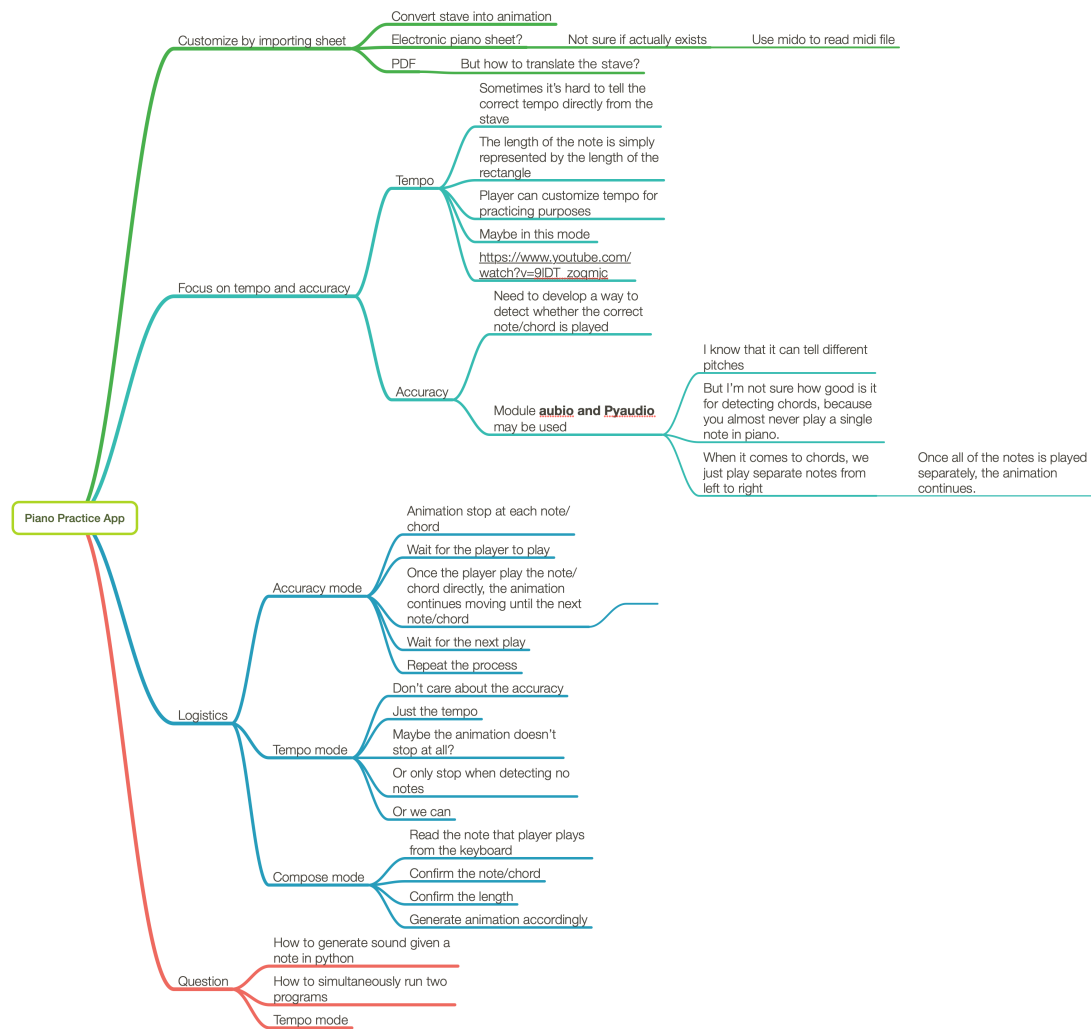 Convert stave into animation
Customize by importing sheet
Electronic piano sheet?
Not sure if actually exists
Use mido to read midi file
PDF
But how to translate the stave?
Sometimes it's hard to tell the
correct tempo directly from the
stave
The length of the note is simply
represented by the length of the
rectangle
Tempo
Player can customize tempo for
practicing purposes
Maybe in this mode
https://www.youtube.com/
watch?v=9IDT_zoqmjc
Focus on tempo and accuracy
Need to develop a way to
detect whether the correct
note/chord is played
Accuracy
Module aubio and Pyaudio
may be used
I know that it can tell different
pitches
But I'm not sure how good is it
for detecting chords, because
you almost never play a single
note in piano.
When it comes to chords, we
just play separate notes from
left to right
Once all of the notes is played
separately, the animation
continues.
Piano Practice App
Animation stop at each note/
chord
Wait for the player to play
Accuracy mode
Once the player play the note/
chord directly, the animation
continues moving until the next
note/chord
Wait for the next play
Repeat the process
Logistics
Don't care about the accuracy
Just the tempo
Tempo mode
Maybe the animation doesn't
stop at all?
Or only stop when detecting no
notes
Or we can
Compose mode
Read the note that player plays
from the keyboard
Confirm the note/chord
Confirm the length
Generate animation accordingly
Question
How to generate sound given a
note in python
How to simultaneously run two
programs
Tempo mode